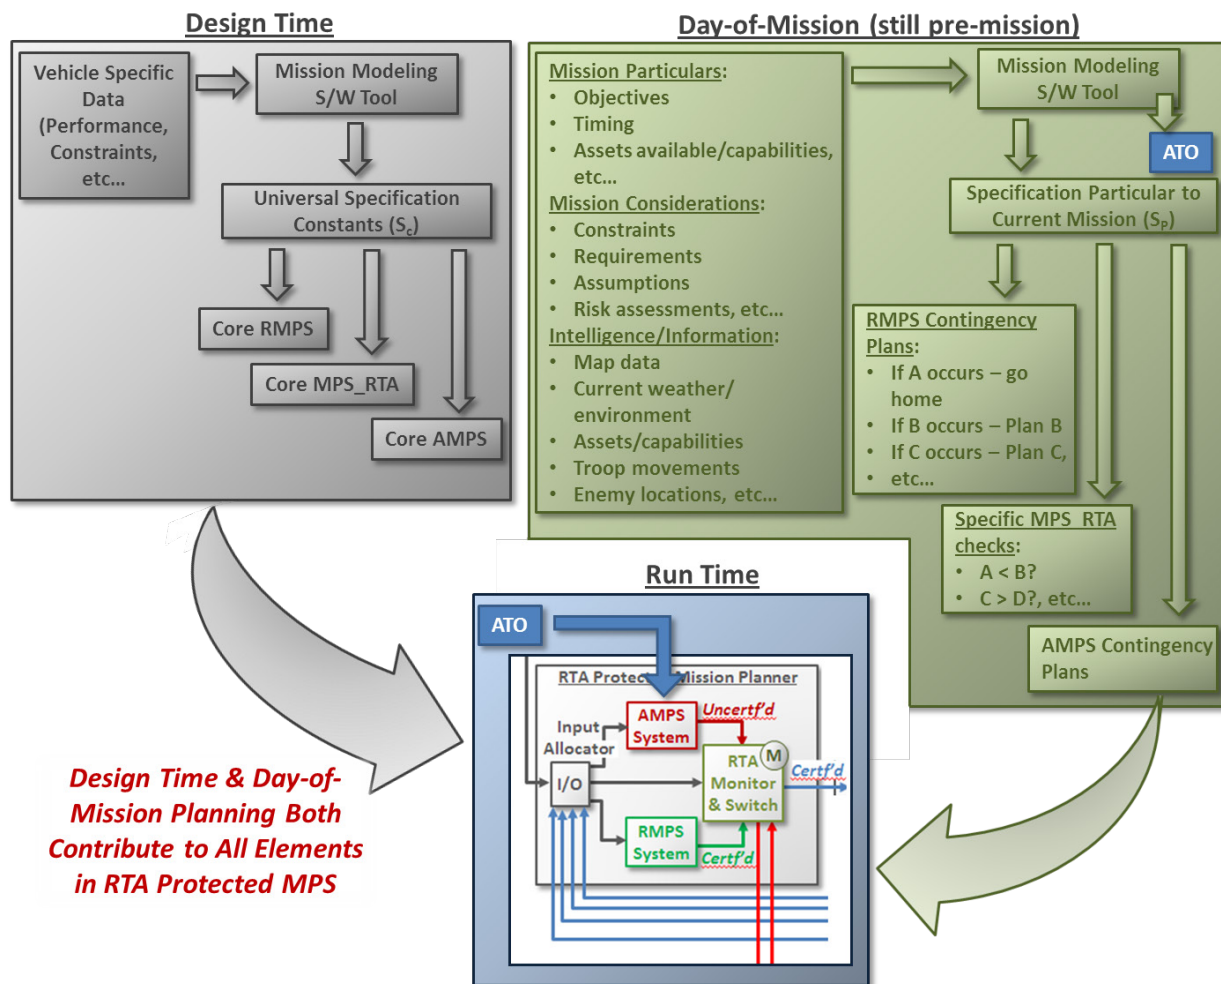 Design Time
Vehicle Specific
Data
(Performance,
Constraints,
etc...
Mission Modeling
S/W Tool
Universal Specification
Constants (Sc)
Core RMPS
Core MPS_RTA
Core AMPS
Day-of-Mission (still pre-mission)
Mission Particulars:
• Objectives
• Timing
• Assets available/capabilities,
etc...
Mission Considerations:
• Constraints
• Requirements
• Assumptions
• Risk assessments, etc...
Intelligence/Information:
• Map data
• Current weather/
environment
• Assets/capabilities
• Troop movements
• Enemy locations, etc...
Mission Modeling
S/W Tool
ATO
Specification Particular to
Current Mission (SP)
RMPS Contingency
Plans:
• If A occurs – go
home
• If B occurs – Plan B
• If C occurs – Plan C,
• etc...
Specific MPS_RTA
checks:
• A < B?
• C > D?, etc...
AMPS Contingency
Plans
Run Time
ATO
RTA Protec Mission Planner
Input
Allocator
I/O
AMPS
System
Uncertf'd
RTA
Monitor
& Switch
M
Certf'd
RMPS
System
Certf'd
Design Time & Day-of-
Mission Planning Both
Contribute to All Elements
in RTA Protected MPS